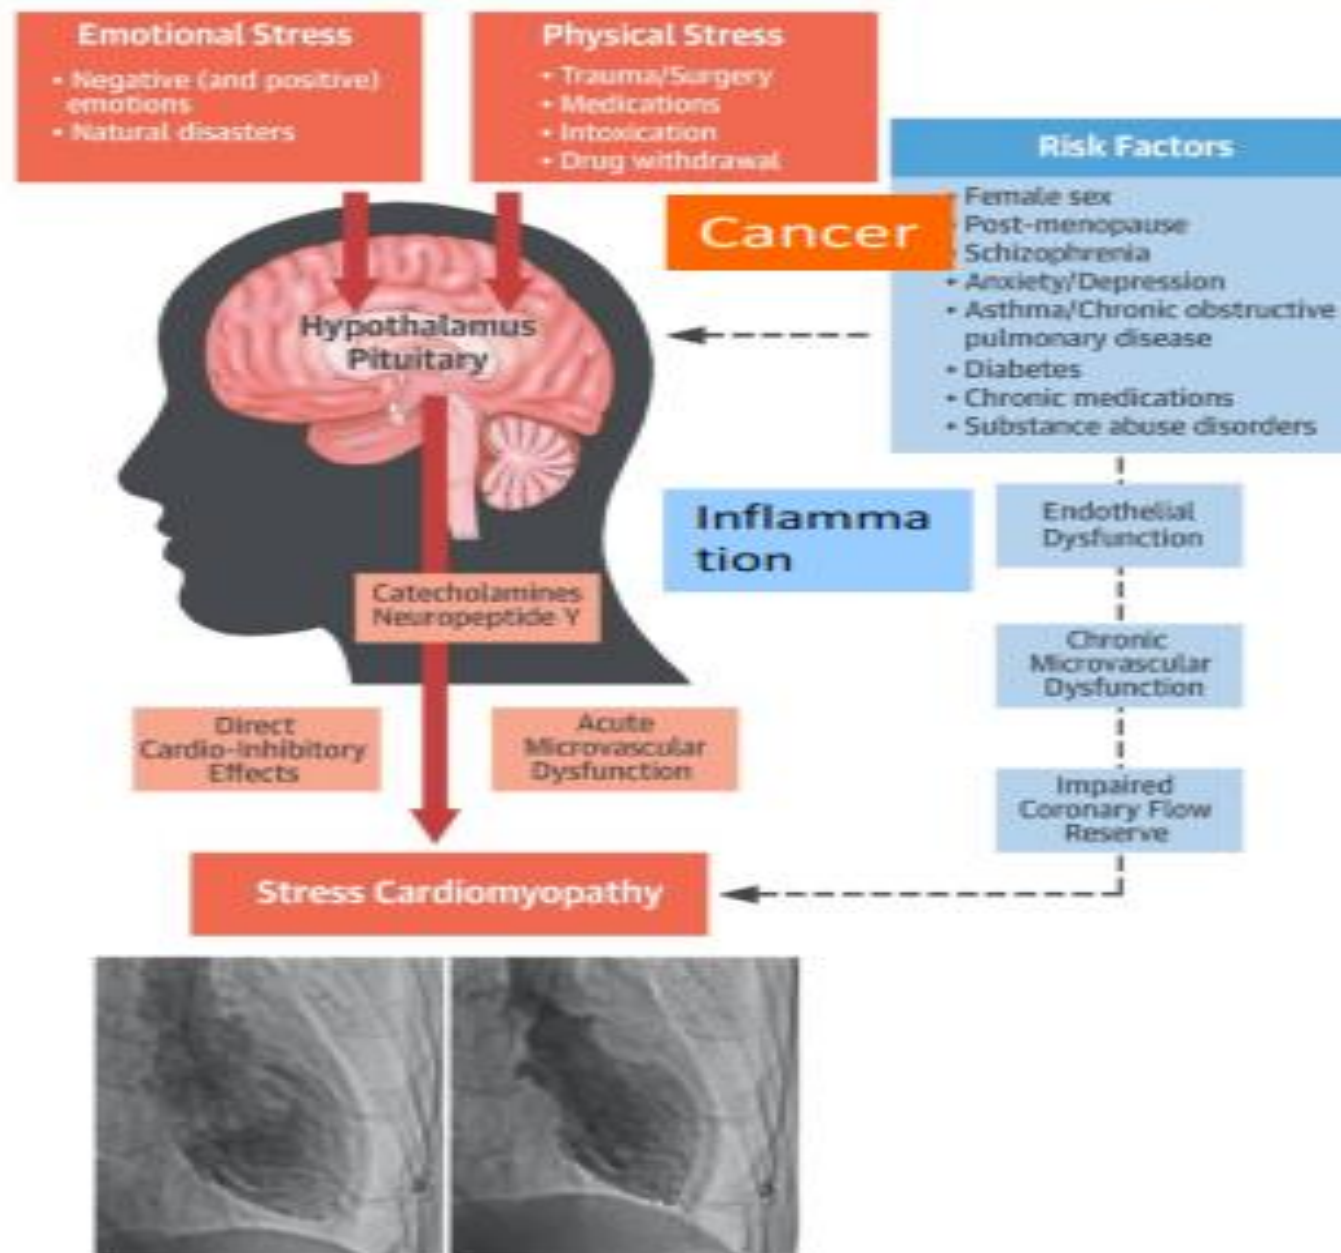 Emotional Stress
• Negative (and positive)
emotions
• Natural disasters
Physical Stress
• Trauma/Surgery
• Medications
• Intoxication
• Drug withdrawal
Risk Factors
• Female sex
• Post-menopause
• Schizophrenia
• Anxiety/Depression
• Asthma/Chronic obstructive
pulmonary disease
• Diabetes
• Chronic medications
• Substance abuse disorders
Cancer
Hypothalamus
Pituitary
Inflamma
tion
Endothelial
Dysfunction
Catecholamines
Neuropeptide Y
Chronic
Microvascular
Dysfunction
Direct
Cardio-Inhibitory
Effects
Acute
Microvascular
Dysfunction
Impaired
Coronary Flow
Reserve
Stress Cardiomyopathy